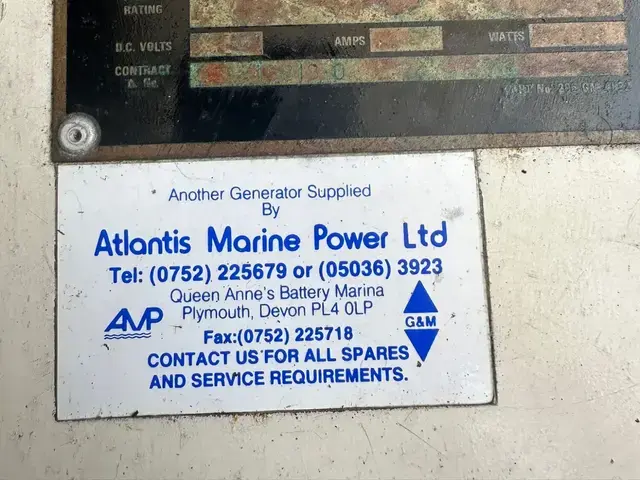 RATING
D.C. VOLTS AMPS WATTS
CONTRACT
Another Generator Supplied
By
Atlantis Marine Power Ltd
Tel: (0752) 225679 or (05036) 3923
Queen Anne's Battery Marina
Plymouth, Devon PL4 0LP
AMP
G&M
Fax:(0752) 225718
CONTACT US FOR ALL SPARES
AND SERVICE REQUIREMENTS.